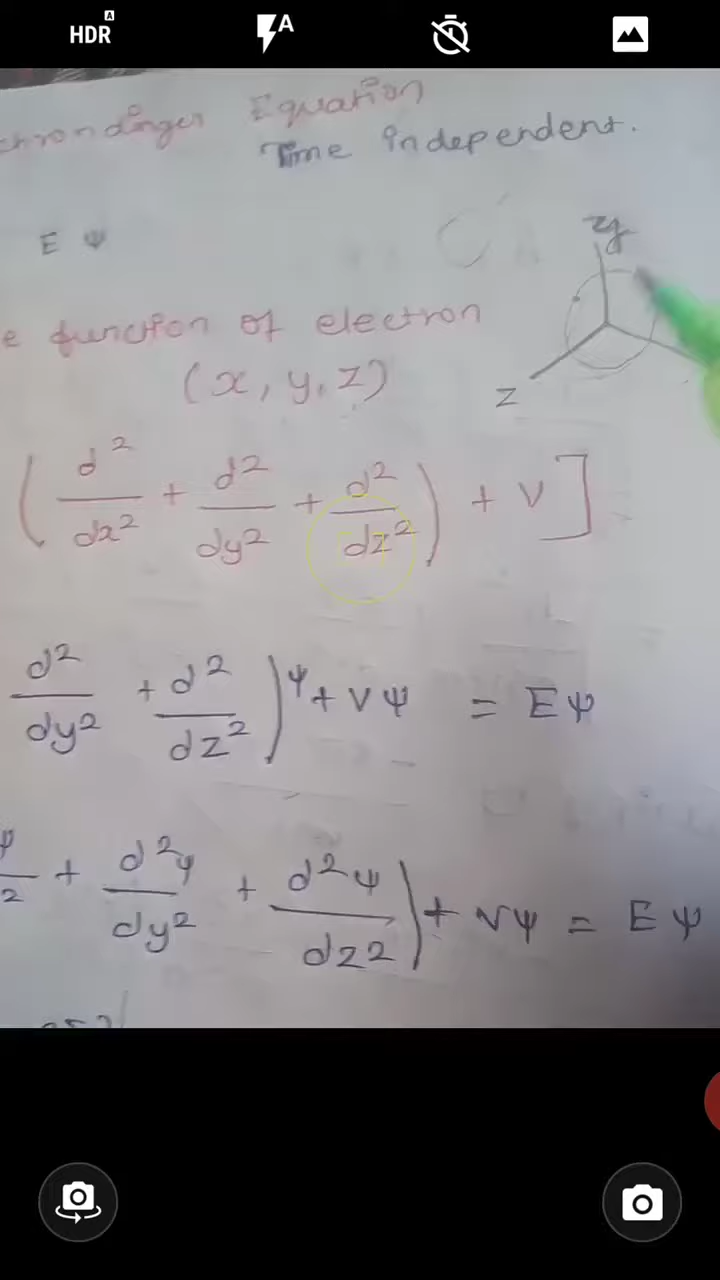 HDR A
A
Equation
Time independent.
y
E ψ
function of electron
(x, y, z)
z
( d²/dx² + d²/dy² + d²/dz² ) + V ]
d²/dy² + d²/dz² ) ψ + Vψ = Eψ
+ d²ψ/dy² + d²ψ/dz2 ) + Vψ = Eψ